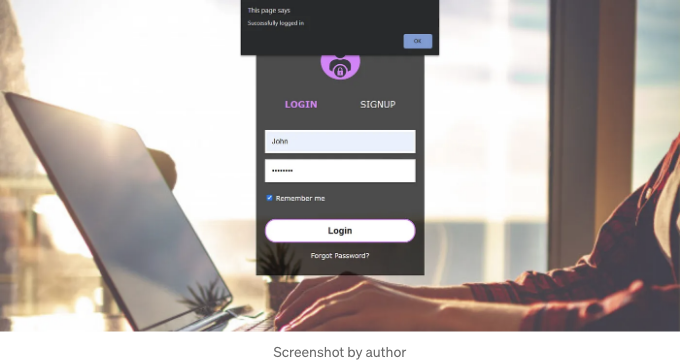 This page says
Successfully logged in
OK
LOGIN SIGNUP
John
••••••••
Remember me
Login
Forgot Password?
Screenshot by author